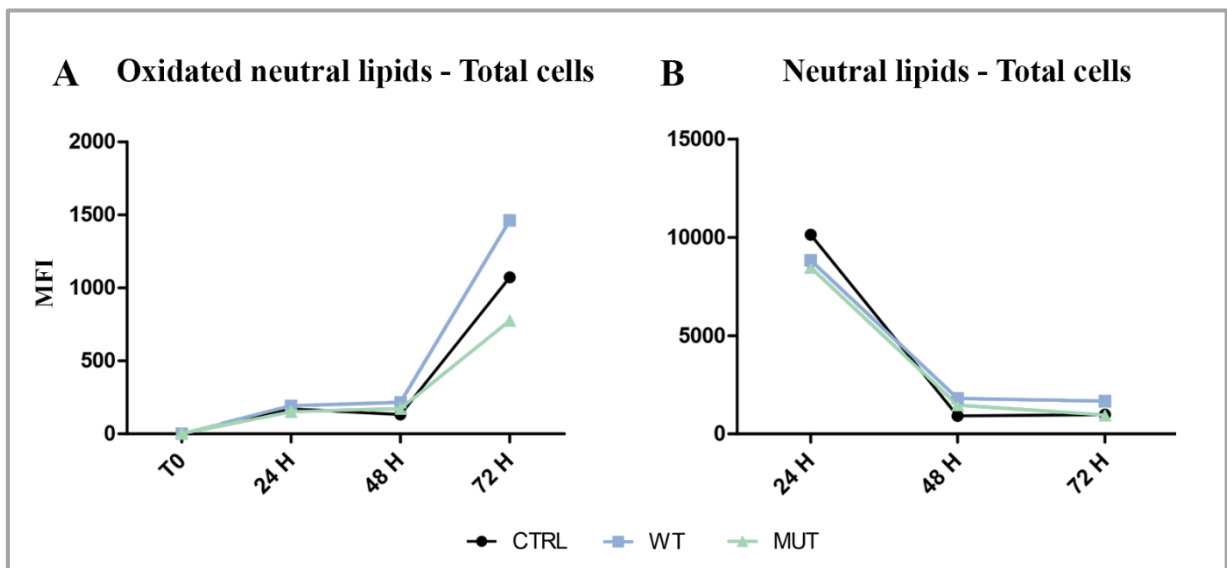 A Oxidated neutral lipids - Total cells
B Neutral lipids - Total cells
MFI
2000
1500
1000
500
0
T0
24 H
48 H
72 H
15000
10000
5000
0
24 H
48 H
72 H
CTRL WT MUT